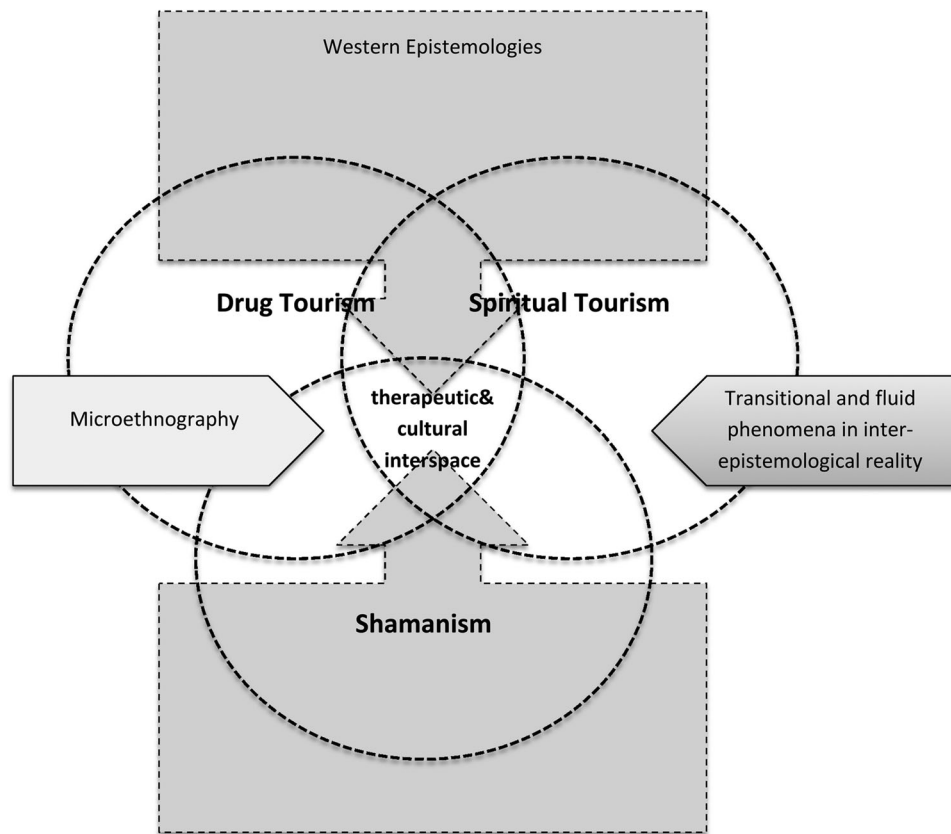 Western Epistemologies
Drug Tourism
Spiritual Tourism
therapeutic&
cultural
interspace
Microethnography
Transitional and fluid
phenomena in inter-
epistemological reality
Shamanism